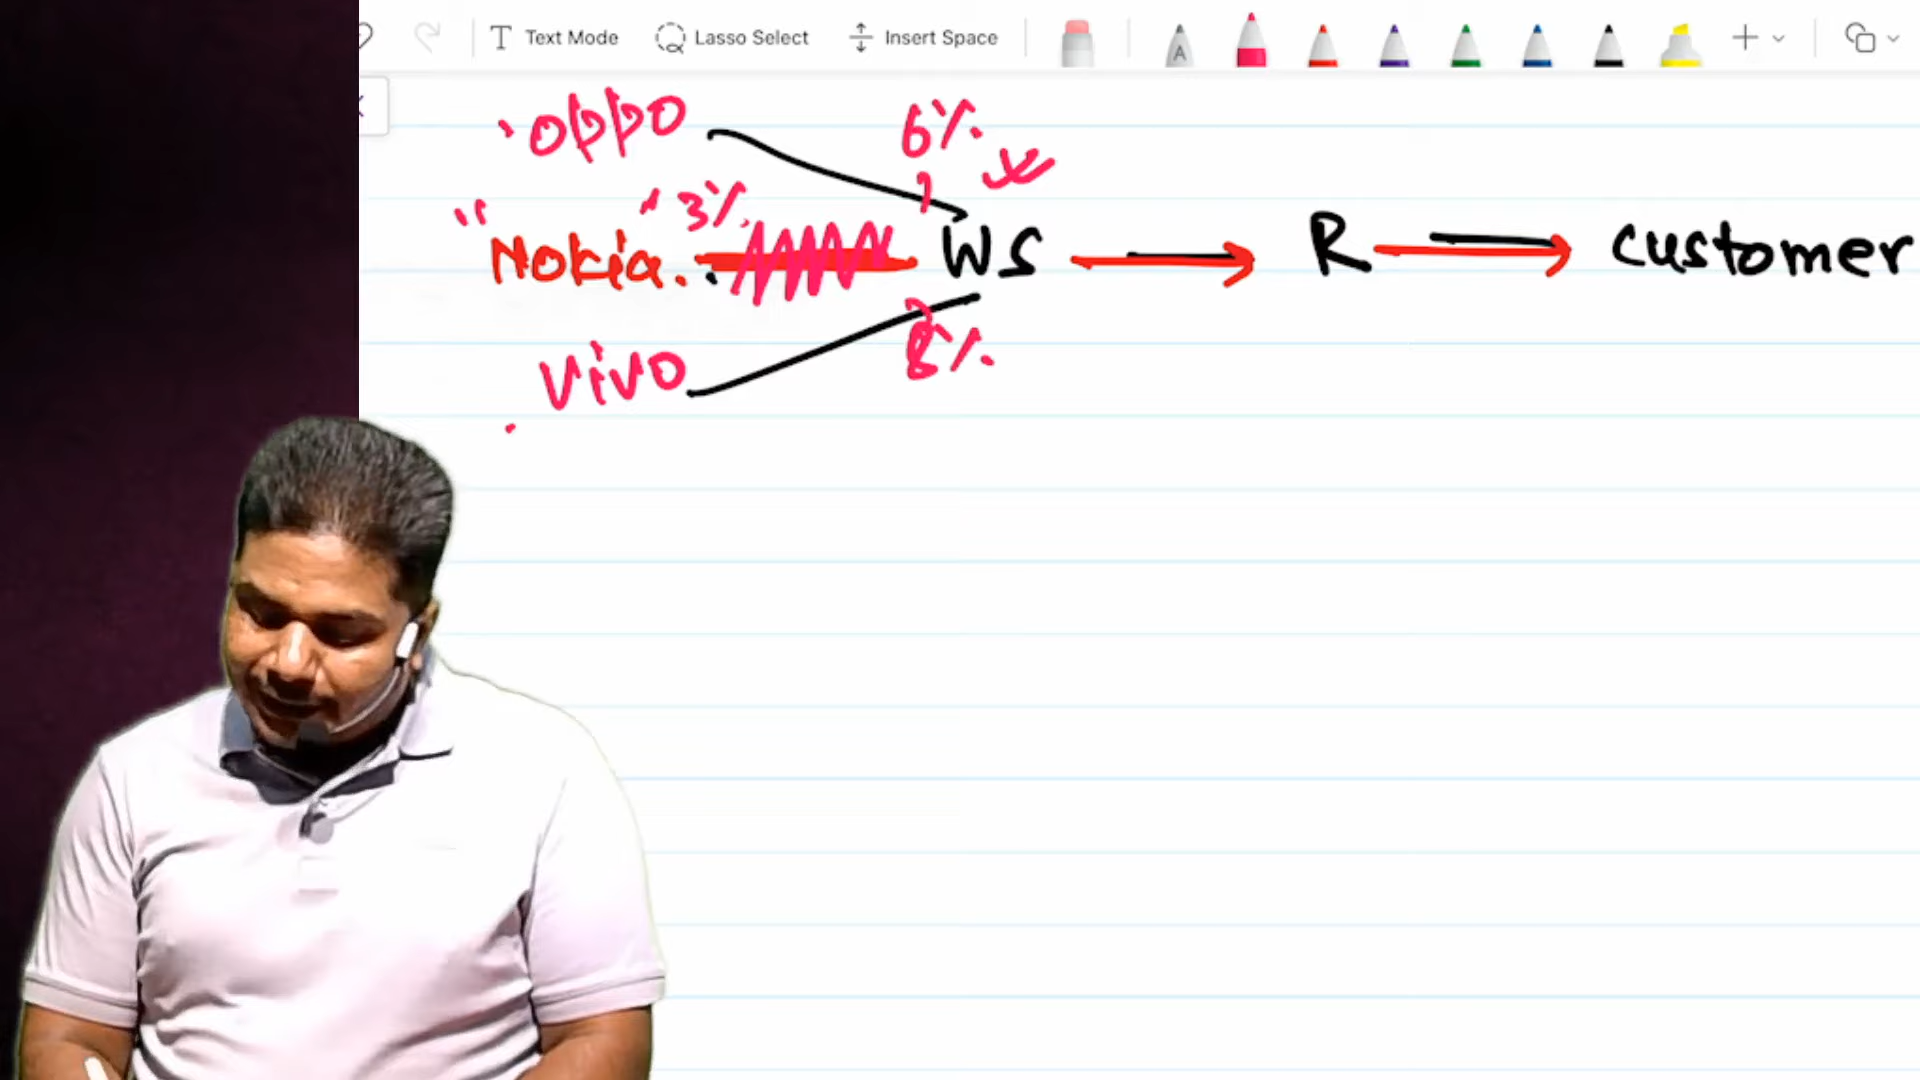 Text Mode Lasso Select Insert Space
A
oppo 6%.
"Nokia." 3%. WS R customer
Vivo 8%.